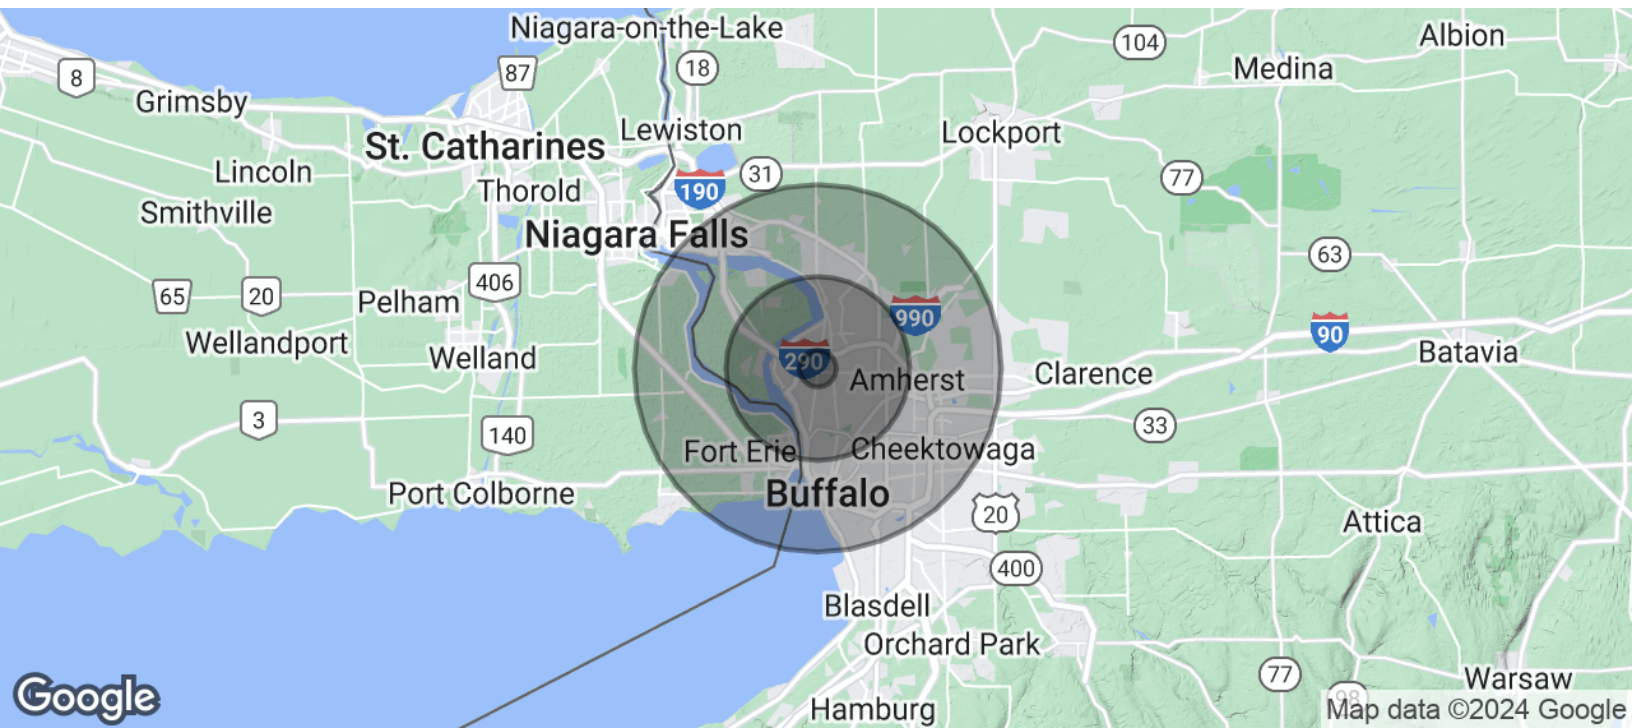 Niagara-on-the-Lake
Albion
104
87
18
Medina
8
Grimsby
Lewiston
Lockport
St. Catharines
Lincoln
31
77
Thorold
190
Smithville
Niagara Falls
63
406
65
20
Pelham
990
90
Wellandport
Welland
290
Batavia
Amherst
Clarence
3
140
33
Fort Erie
Cheektowaga
Port Colborne
Buffalo
20
Attica
400
Blasdell
Orchard Park
77
Warsaw
98
Google
Hamburg
Map data ©2024 Google